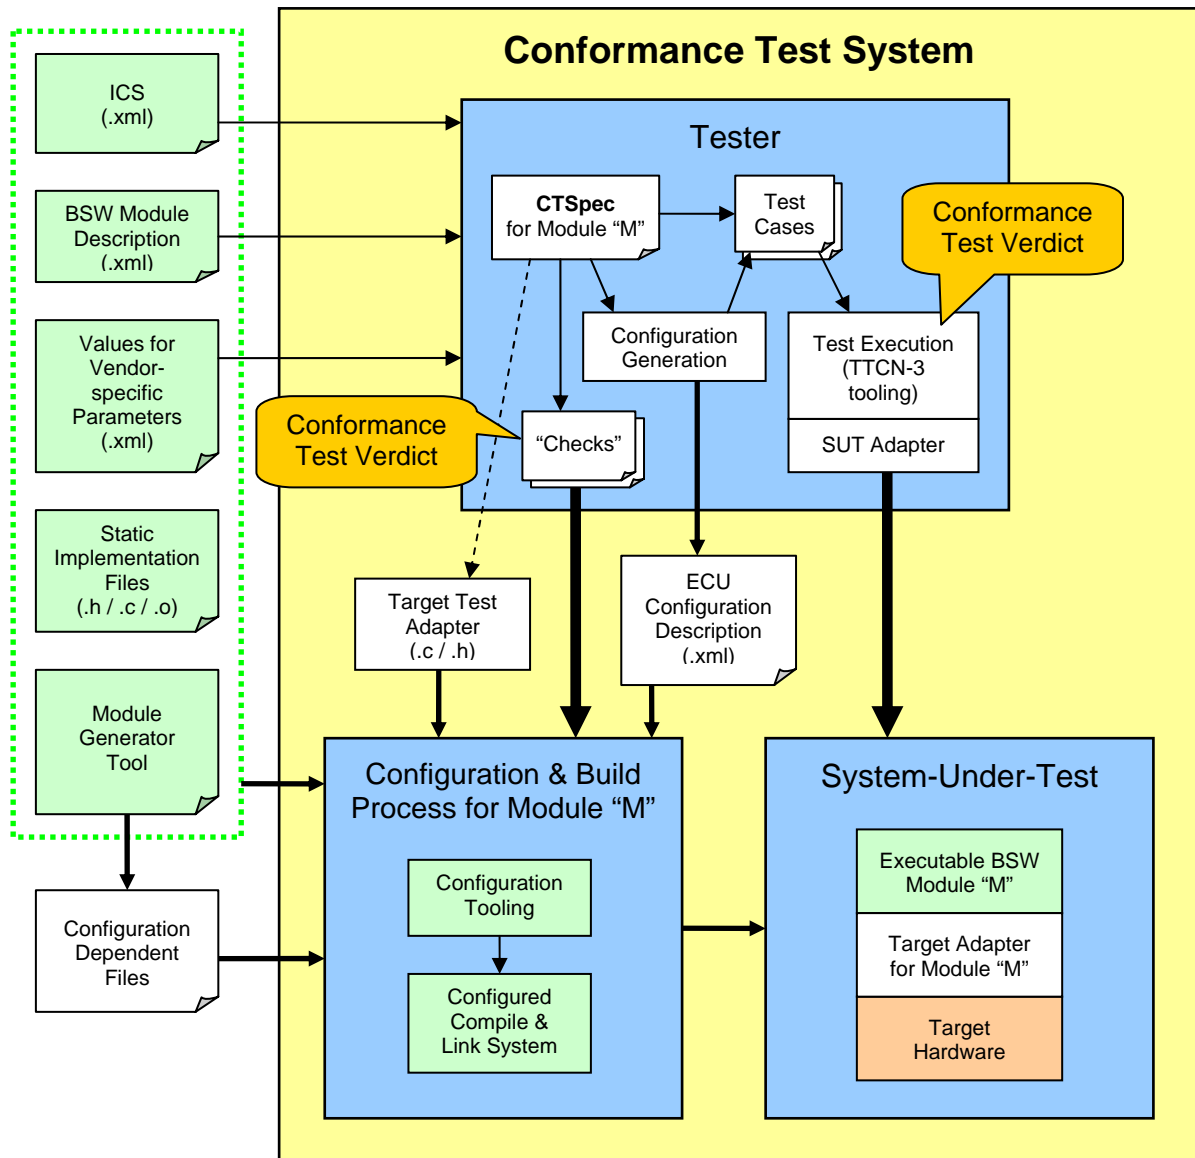 Conformance Test System
ICS
(.xml)
BSW Module
Description
(.xml)
Values for
Vendor-
specific
Parameters
(.xml)
Static
Implementation
Files
(.h / .c / .o)
Module
Generator
Tool
Configuration
Dependent
Files
Tester
CTSpec
for Module “M”
Test
Cases
Conformance
Test Verdict
Configuration
Generation
Test Execution
(TTCN-3
tooling)
SUT Adapter
Conformance
Test Verdict
“Checks”
Target Test
Adapter
(.c / .h)
ECU
Configuration
Description
(.xml)
Configuration & Build
Process for Module “M”
Configuration
Tooling
Configured
Compile &
Link System
System-Under-Test
Executable BSW
Module “M”
Target Adapter
for Module “M”
Target
Hardware